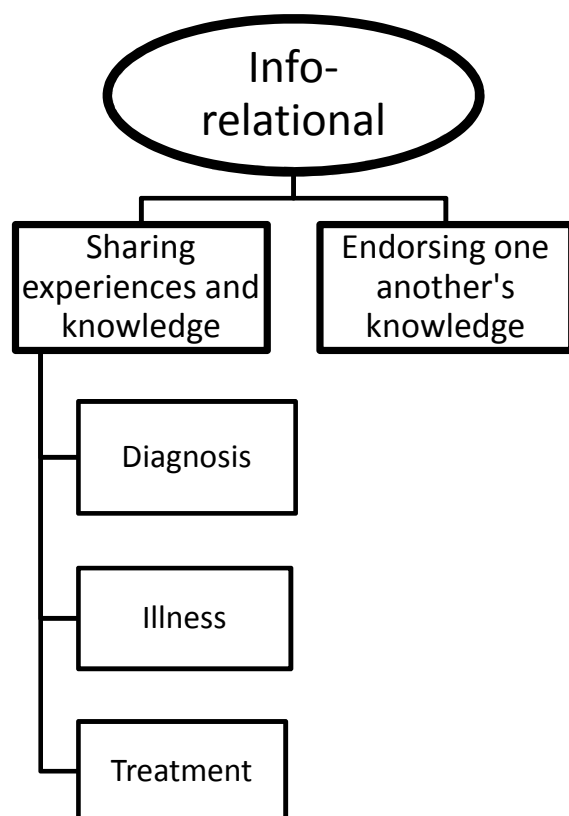 Info-
relational
Sharing
experiences and
knowledge
Endorsing one
another's
knowledge
Diagnosis
Illness
Treatment